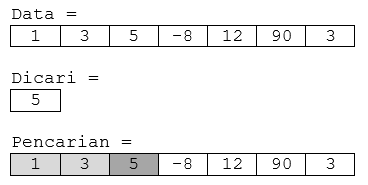 Data =
1 3 5 -8 12 90 3
Dicari =
5
Pencarian =
1 3 5 -8 12 90 3